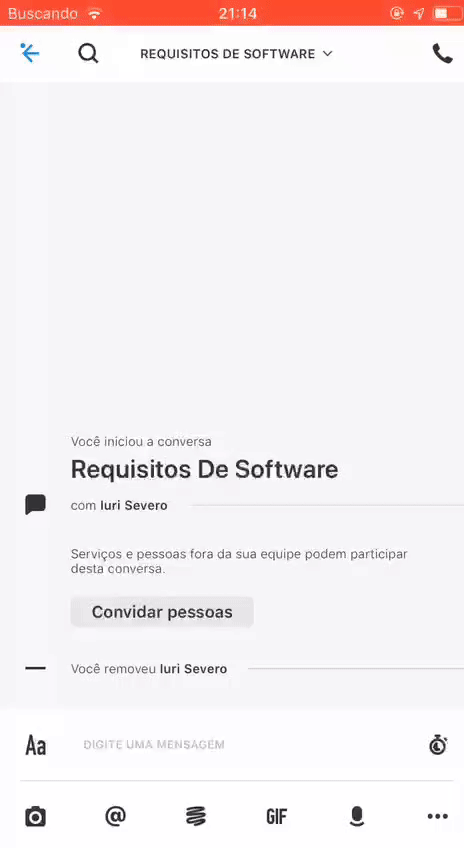 Buscando
21:14
REQUISITOS DE SOFTWARE
Você iniciou a conversa
Requisitos De Software
com Iuri Severo
Serviços e pessoas fora da sua equipe podem participar
desta conversa.
Convidar pessoas
Você removeu Iuri Severo
Aa
DIGITE UMA MENSAGEM
@
GIF